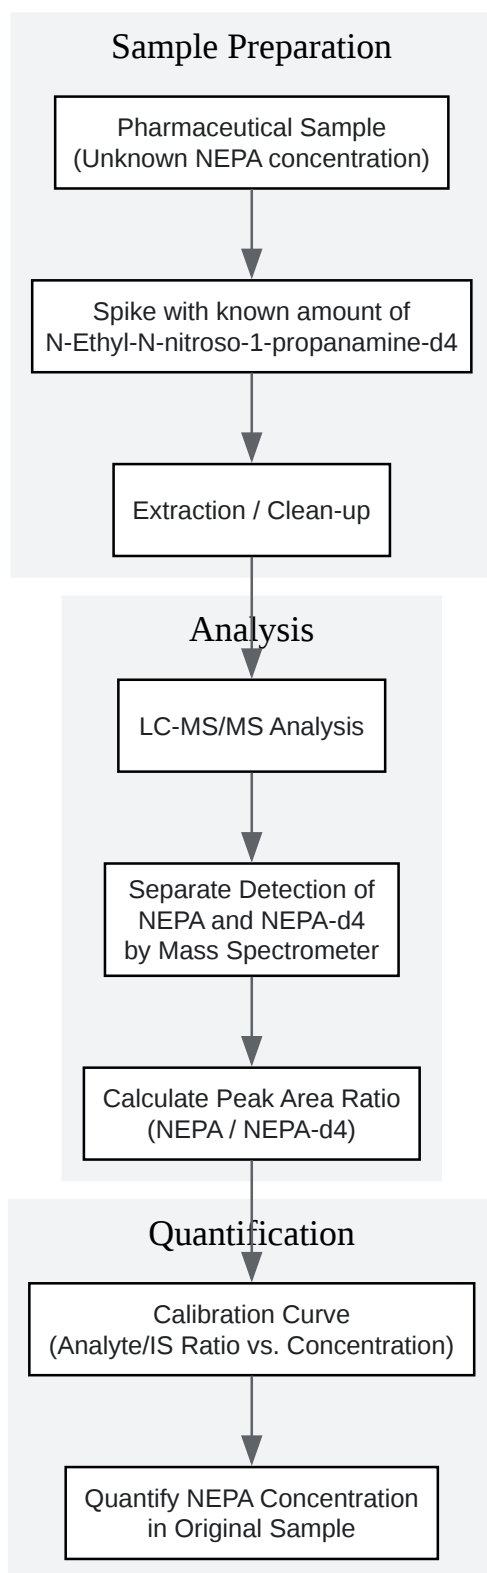 Sample Preparation
Pharmaceutical Sample
(Unknown NEPA concentration)
Spike with known amount of
N-Ethyl-N-nitroso-1-propanamine-d4
Extraction / Clean-up
Analysis
LC-MS/MS Analysis
Separate Detection of
NEPA and NEPA-d4
by Mass Spectrometer
Calculate Peak Area Ratio
(NEPA / NEPA-d4)
Quantification
Calibration Curve
(Analyte/IS Ratio vs. Concentration)
Quantify NEPA Concentration
in Original Sample